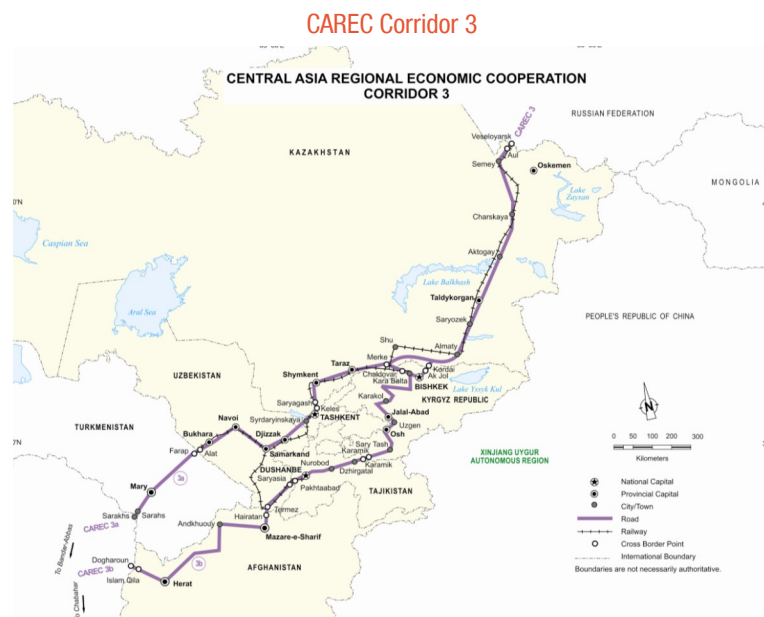 CAREC Corridor 3
CENTRAL ASIA REGIONAL ECONOMIC COOPERATION
CORRIDOR 3
CAREC 3
RUSSIAN FEDERATION
Veseloyarsk
Aul
KAZAKHSTAN
Semey
Oskemen
MONGOLIA
Lake
Zaysan
Charskaya
Caspian Sea
Aktogay
Lake Balkhash
Taldykorgan
Aral Sea
PEOPLE'S REPUBLIC OF CHINA
Saryozek
Shu
Almaty
Merke
Taraz
Kordai
Chaldovar
Ak Jol
UZBEKISTAN
Shymkent
Kara Balta
BISHKEK
Lake Yssyk Kul
Karakol
KYRGYZ REPUBLIC
Saryagash
Keles
TASHKENT
Jalal-Abad
Navoi
Syrdaryinskaya
Uzgen
TURKMENISTAN
Bukhara
Djizzak
Osh
7'N
Farap
Alat
Samarkand
Sary Tash
Karamik
XINJIANG UYGUR
AUTONOMOUS REGION
DUSHANBE
Nurobod
Karamik
Saryasia
Dzhirgatal
Mary
3a
Pakhtaabad
TAJIKISTAN
Termez
Sarakhs
Sarahs
Hairatan
CAREC 3a
Andkhuouly
Mazare-e-Sharif
To Bandar-Abbas
Dogharoun
CAREC 3b
3b
Islam Qila
AFGHANISTAN
Herat
N
0 50 100 200 300
Kilometers
National Capital
Provincial Capital
City/Town
Road
Railway
Cross Border Point
International Boundary
Boundaries are not necessarily authoritative.